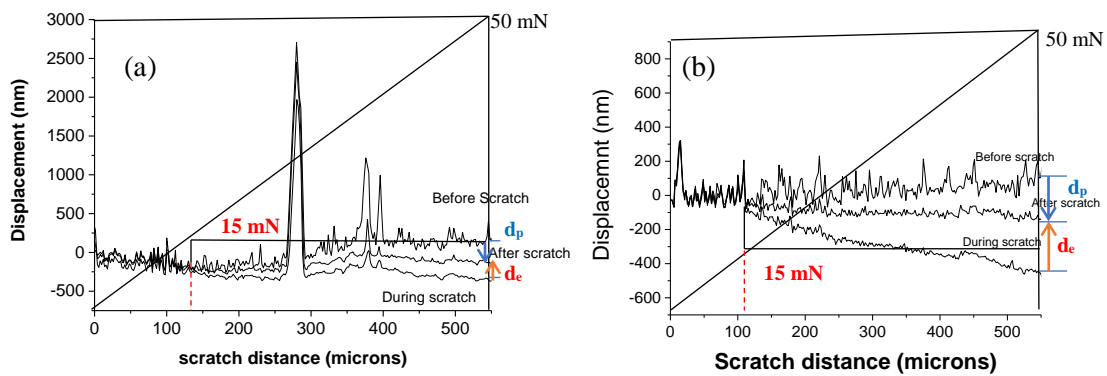 3000
2500
2000
1500
1000
500
0
-500
Displacement (nm)
(a)
50 mN
15 mN
Before Scratch
dp
After scratch
de
During scratch
0 100 200 300 400 500
scratch distance (microns)
800
600
400
200
0
-200
-400
-600
Displacemnt (nm)
(b)
50 mN
Before scratch
dp
After scratch
During scratch
de
15 mN
0 100 200 300 400 500
Scratch distance (microns)